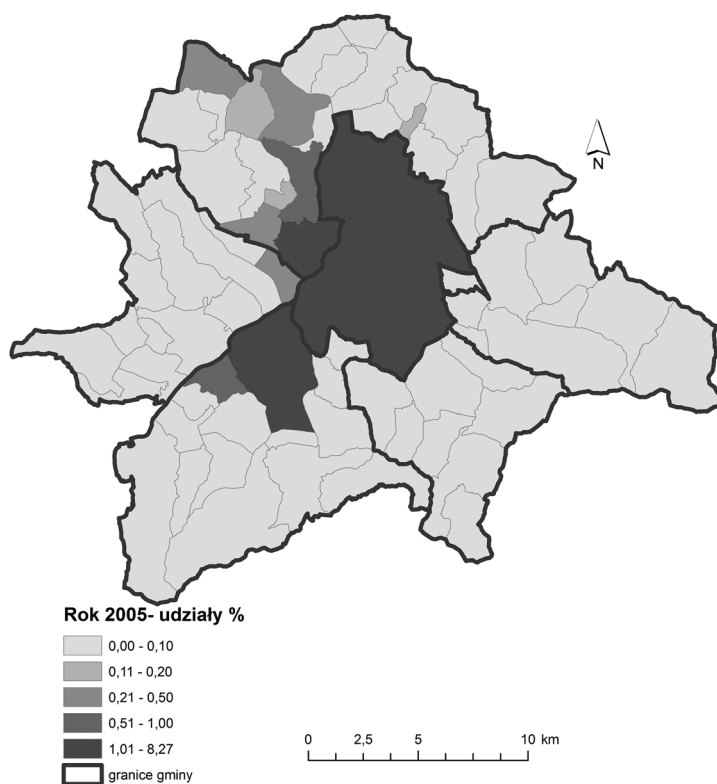 N
Rok 2005- udziały %
0,00 - 0,10
0,11 - 0,20
0,21 - 0,50
0,51 - 1,00
1,01 - 8,27
granice gminy
0 2,5 5 10 km